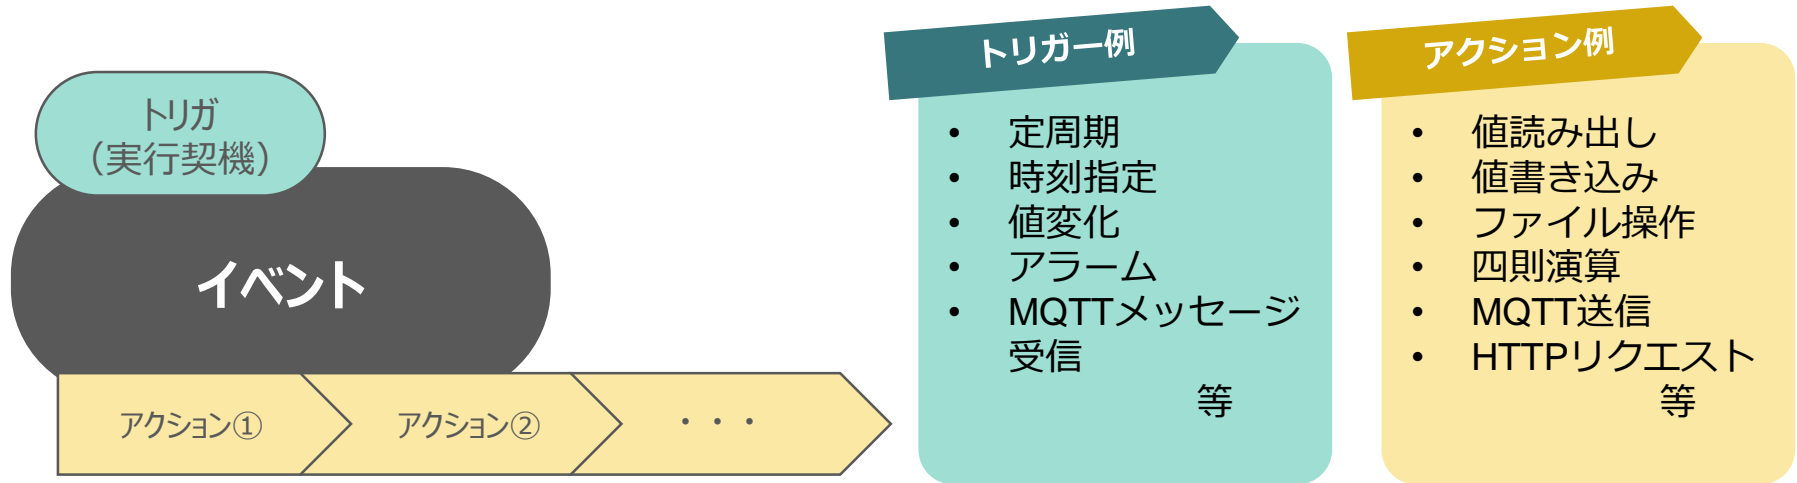 トリガ
（実行契機）
イベント
アクション①
アクション②
・・・
トリガー例
• 定周期
• 時刻指定
• 値変化
• アラーム
• MQTTメッセージ
受信
等
アクション例
• 値読み出し
• 値書き込み
• ファイル操作
• 四則演算
• MQTT送信
• HTTPリクエスト
等